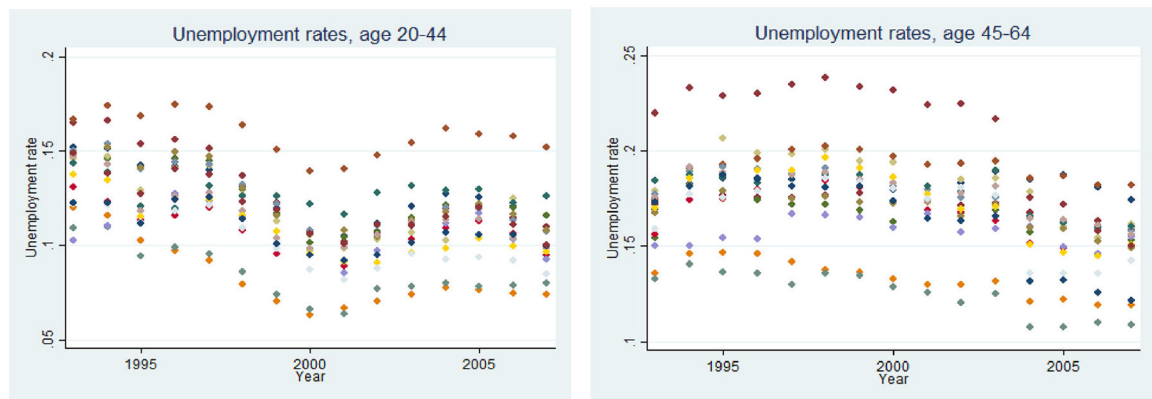 Unemployment rates, age 20-44
.2
.15
.1
.05
Unemployment rate
1995
2000
2005
Year
Unemployment rates, age 45-64
.25
.2
.15
.1
Unemployment rate
1995
2000
2005
Year